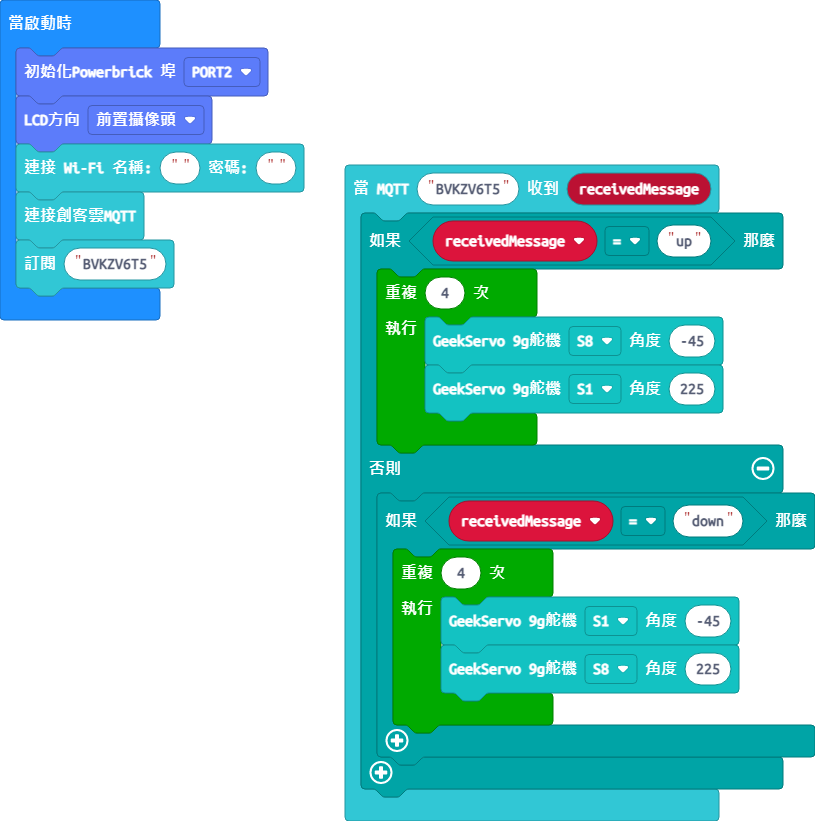 當啟動時
初始化Powerbrick 埠 PORT2
LCD方向 前置攝像頭
連接 Wi-Fi 名稱: " " 密碼: " "
連接創客雲MQTT
訂閱 "BVKZV6T5"
當 MQTT "BVKZV6T5" 收到 receivedMessage
如果 receivedMessage = "up" 那麼
重複 4 次
執行 GeekServo 9g舵機 S8 角度 -45
GeekServo 9g舵機 S1 角度 225
否則
如果 receivedMessage = "down" 那麼
重複 4 次
執行 GeekServo 9g舵機 S1 角度 -45
GeekServo 9g舵機 S8 角度 225